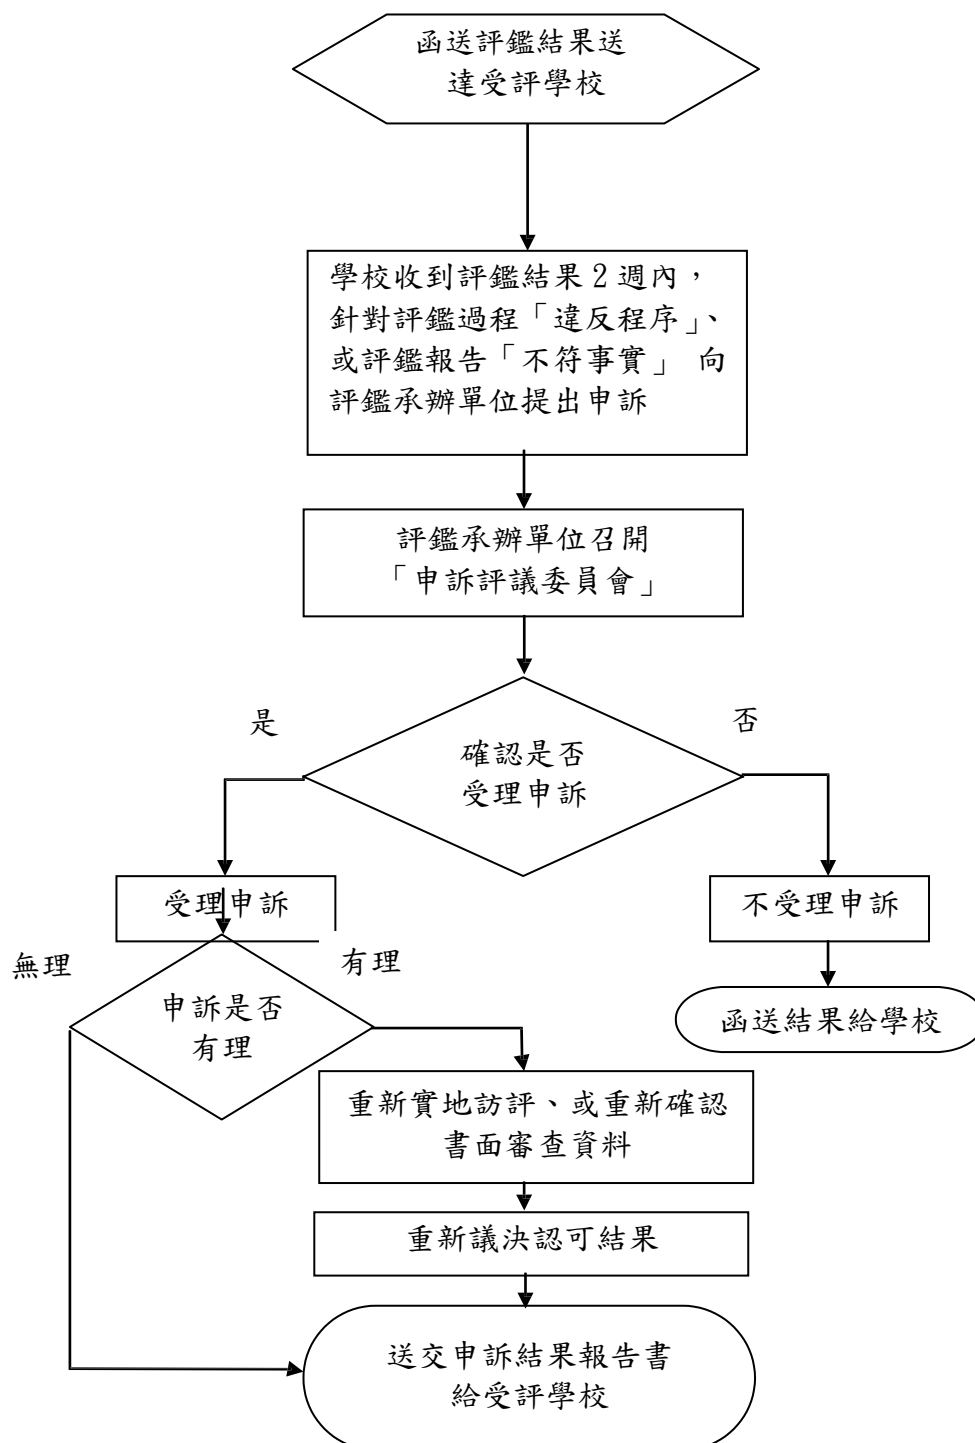 函送評鑑結果送
達受評學校
學校收到評鑑結果 2 週內，
針對評鑑過程「違反程序」、
或評鑑報告「不符事實」 向
評鑑承辦單位提出申訴
評鑑承辦單位召開
「申訴評議委員會」
是
否
確認是否
受理申訴
受理申訴
不受理申訴
無理
有理
申訴是否
有理
函送結果給學校
重新實地訪評、或重新確認
書面審查資料
重新議決認可結果
送交申訴結果報告書
給受評學校